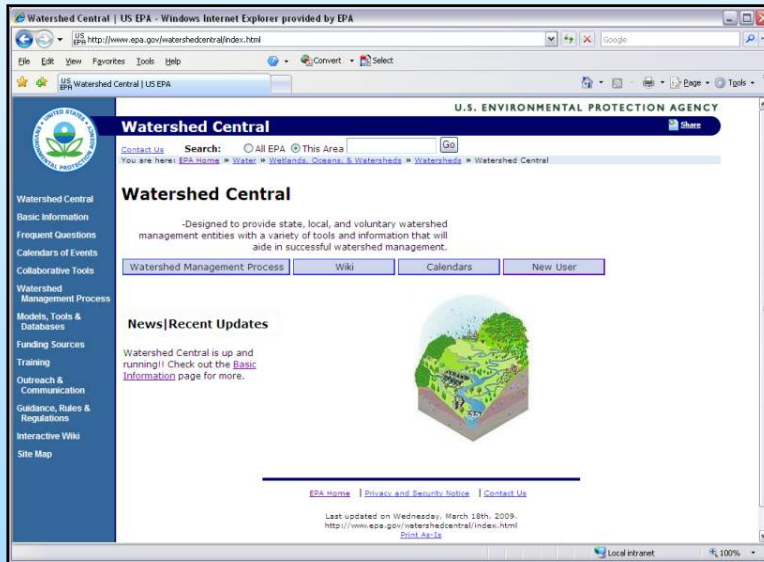 Watershed Central | US EPA - Windows Internet Explorer provided by EPA
US EPA http://www.epa.gov/watershedcentral/index.html
Google
File Edit View Favorites Tools Help
Convert Select
US EPA Watershed Central | US EPA
Page Tools
U.S. ENVIRONMENTAL PROTECTION AGENCY
Watershed Central
Share
Contact Us Search: All EPA This Area Go
You are here: EPA Home » Water » Wetlands, Oceans, & Watersheds » Watersheds » Watershed Central
UNITED STATES
Watershed Central
Basic Information
Frequent Questions
Calendars of Events
Collaborative Tools
Watershed
Management Process
Models, Tools &
Databases
Funding Sources
Training
Outreach &
Communication
Guidance, Rules &
Regulations
Interactive Wiki
Site Map
Watershed Central
-Designed to provide state, local, and voluntary watershed
management entities with a variety of tools and information that will
aide in successful watershed management.
Watershed Management Process Wiki Calendars New User
News|Recent Updates
Watershed Central is up and
running!! Check out the Basic
Information page for more.
EPA Home | Privacy and Security Notice | Contact Us
Last updated on Wednesday, March 18th, 2009.
http://www.epa.gov/watershedcentral/index.html
Print As-Is
Local intranet 100%